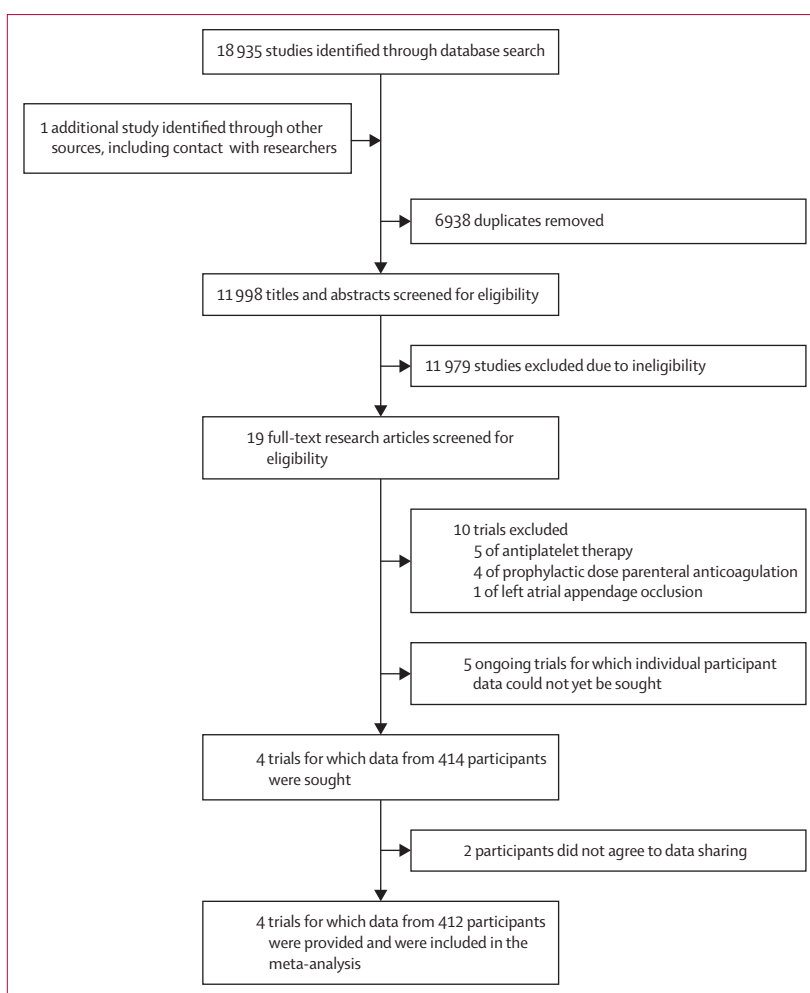 18 935 studies identified through database search
1 additional study identified through other
sources, including contact with researchers
6938 duplicates removed
11 998 titles and abstracts screened for eligibility
11 979 studies excluded due to ineligibility
19 full-text research articles screened for
eligibility
10 trials excluded
5 of antiplatelet therapy
4 of prophylactic dose parenteral anticoagulation
1 of left atrial appendage occlusion
5 ongoing trials for which individual participant
data could not yet be sought
4 trials for which data from 414 participants
were sought
2 participants did not agree to data sharing
4 trials for which data from 412 participants
were provided and were included in the
meta-analysis